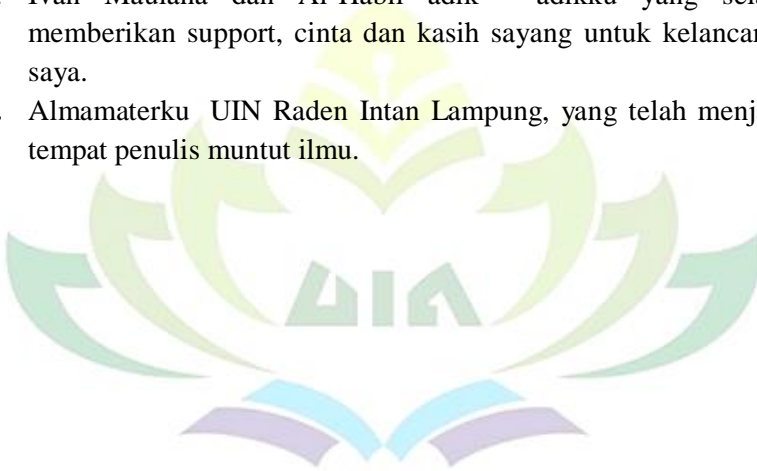 Ivan Maulana dan Al Habil adik – adikku yang
memberikan support, cinta dan kasih sayang untuk
saya.
. Almamaterku UIN Raden Intan Lampung, yang telah
tempat penulis muntut ilmu.
UIN